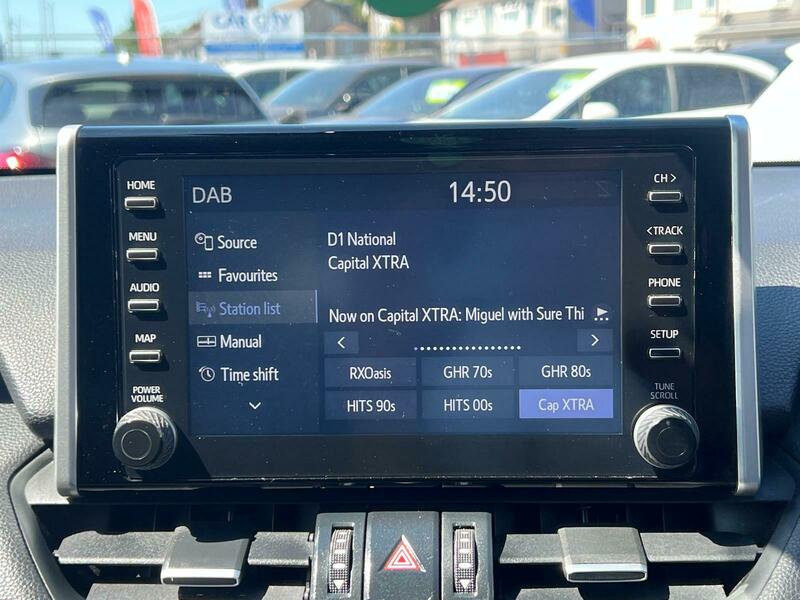 CAR CITY
HOME
MENU
AUDIO
MAP
POWER
VOLUME
DAB
14:50
Source
Favourites
Station list
Manual
Time shift
D1 National
Capital XTRA
Now on Capital XTRA: Miguel with Sure Thi
RXOasis
GHR 70s
GHR 80s
HITS 90s
HITS 00s
Cap XTRA
CH >
< TRACK
PHONE
SETUP
TUNE
SCROLL